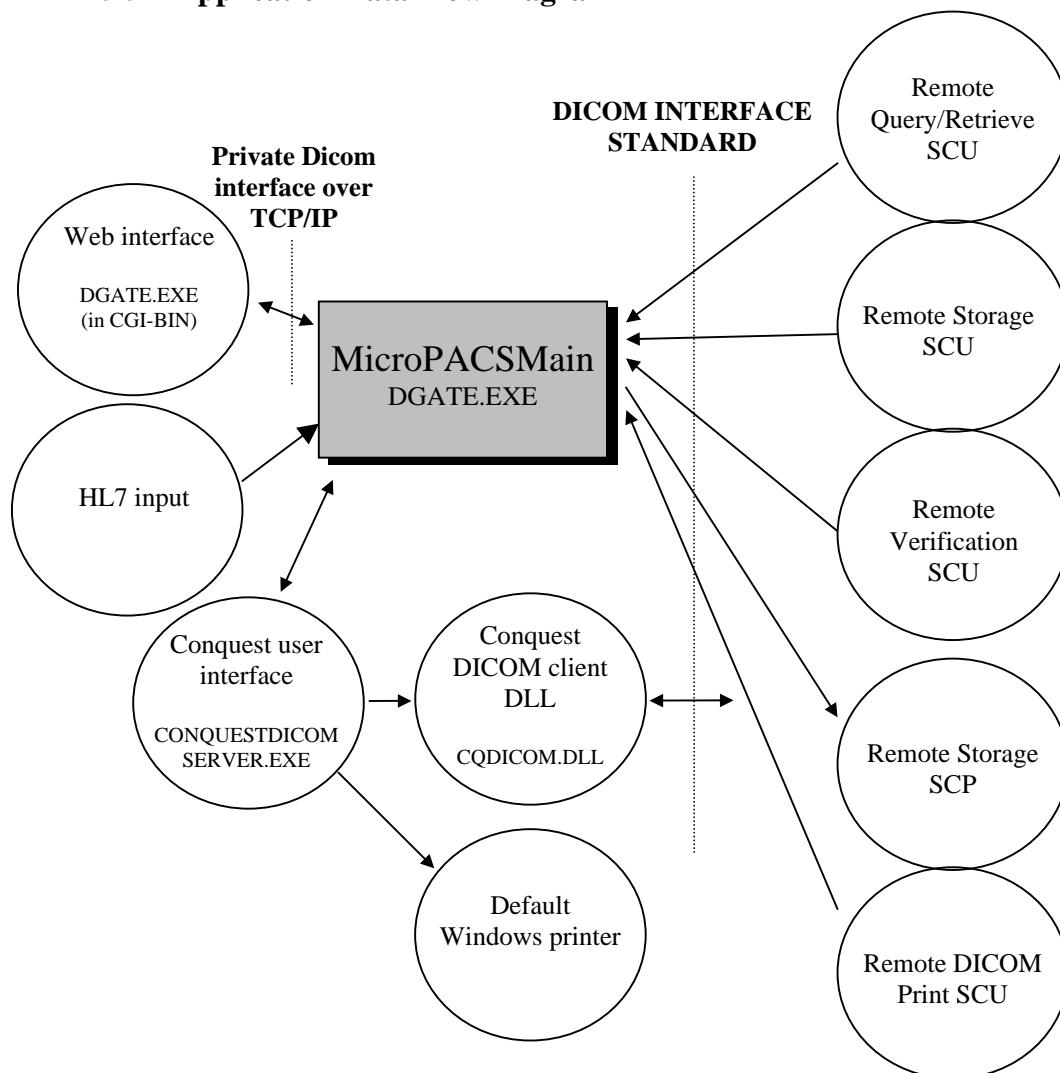 DICOM INTERFACE
STANDARD
Private Dicom
interface over
TCP/IP
Remote
Query/Retrieve
SCU
Web interface
DGATE.EXE
(in CGI-BIN)
MicroPACSMain
DGATE.EXE
Remote Storage
SCU
HL7 input
Remote
Verification
SCU
Conquest user
interface
CONQUESTDICOM
SERVER.EXE
Conquest
DICOM client
DLL
CQDICOM.DLL
Remote Storage
SCP
Default
Windows printer
Remote DICOM
Print SCU